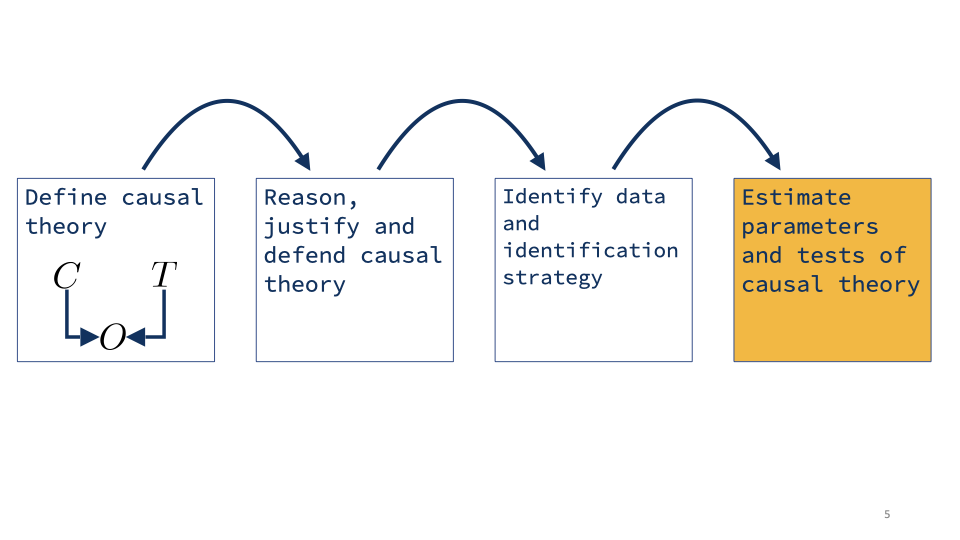 Define causal
theory
C T
O
Reason,
justify and
defend causal
theory
Identify data
and
identification
strategy
Estimate
parameters
and tests of
causal theory
5